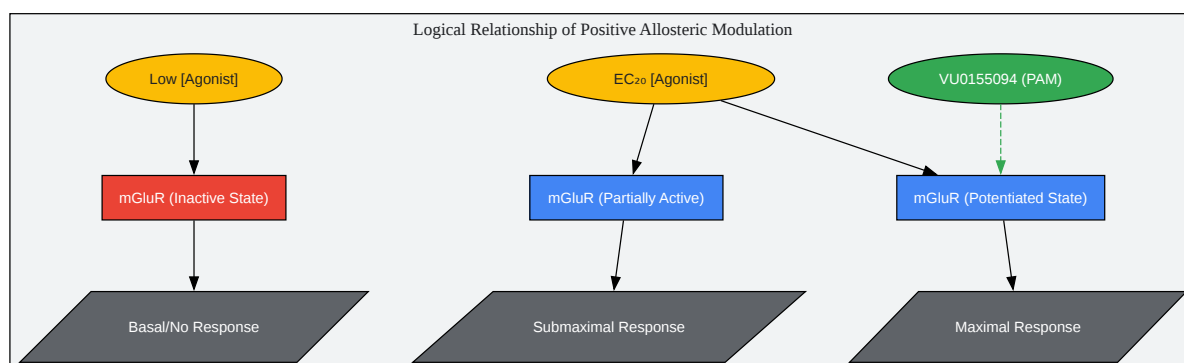 Logical Relationship of Positive Allosteric Modulation
Low [Agonist]
EC₂₀ [Agonist]
VU0155094 (PAM)
mGluR (Inactive State)
mGluR (Partially Active)
mGluR (Potentiated State)
Basal/No Response
Submaximal Response
Maximal Response